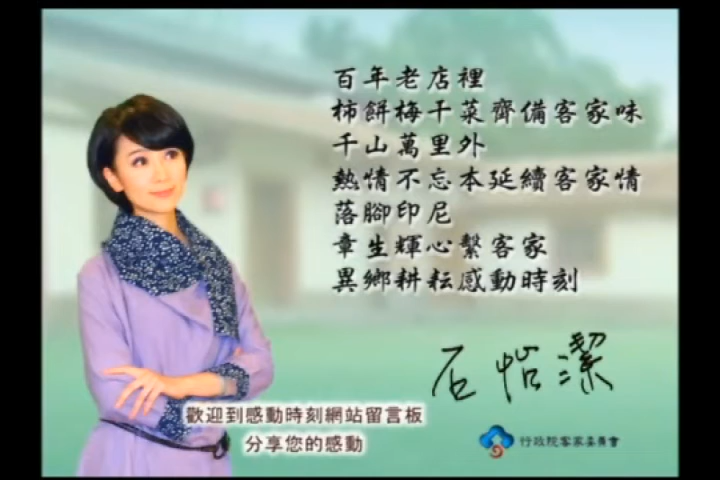 百年老店裡
柿餅梅干菜齊備客家味
千山萬里外
熱情不忘本延續客家情
落腳印尼
章生輝心繫客家
異鄉耕耘感動時刻
石怡潔
歡迎到感動時刻網站留言板
分享您的感動
行政院客家委員會